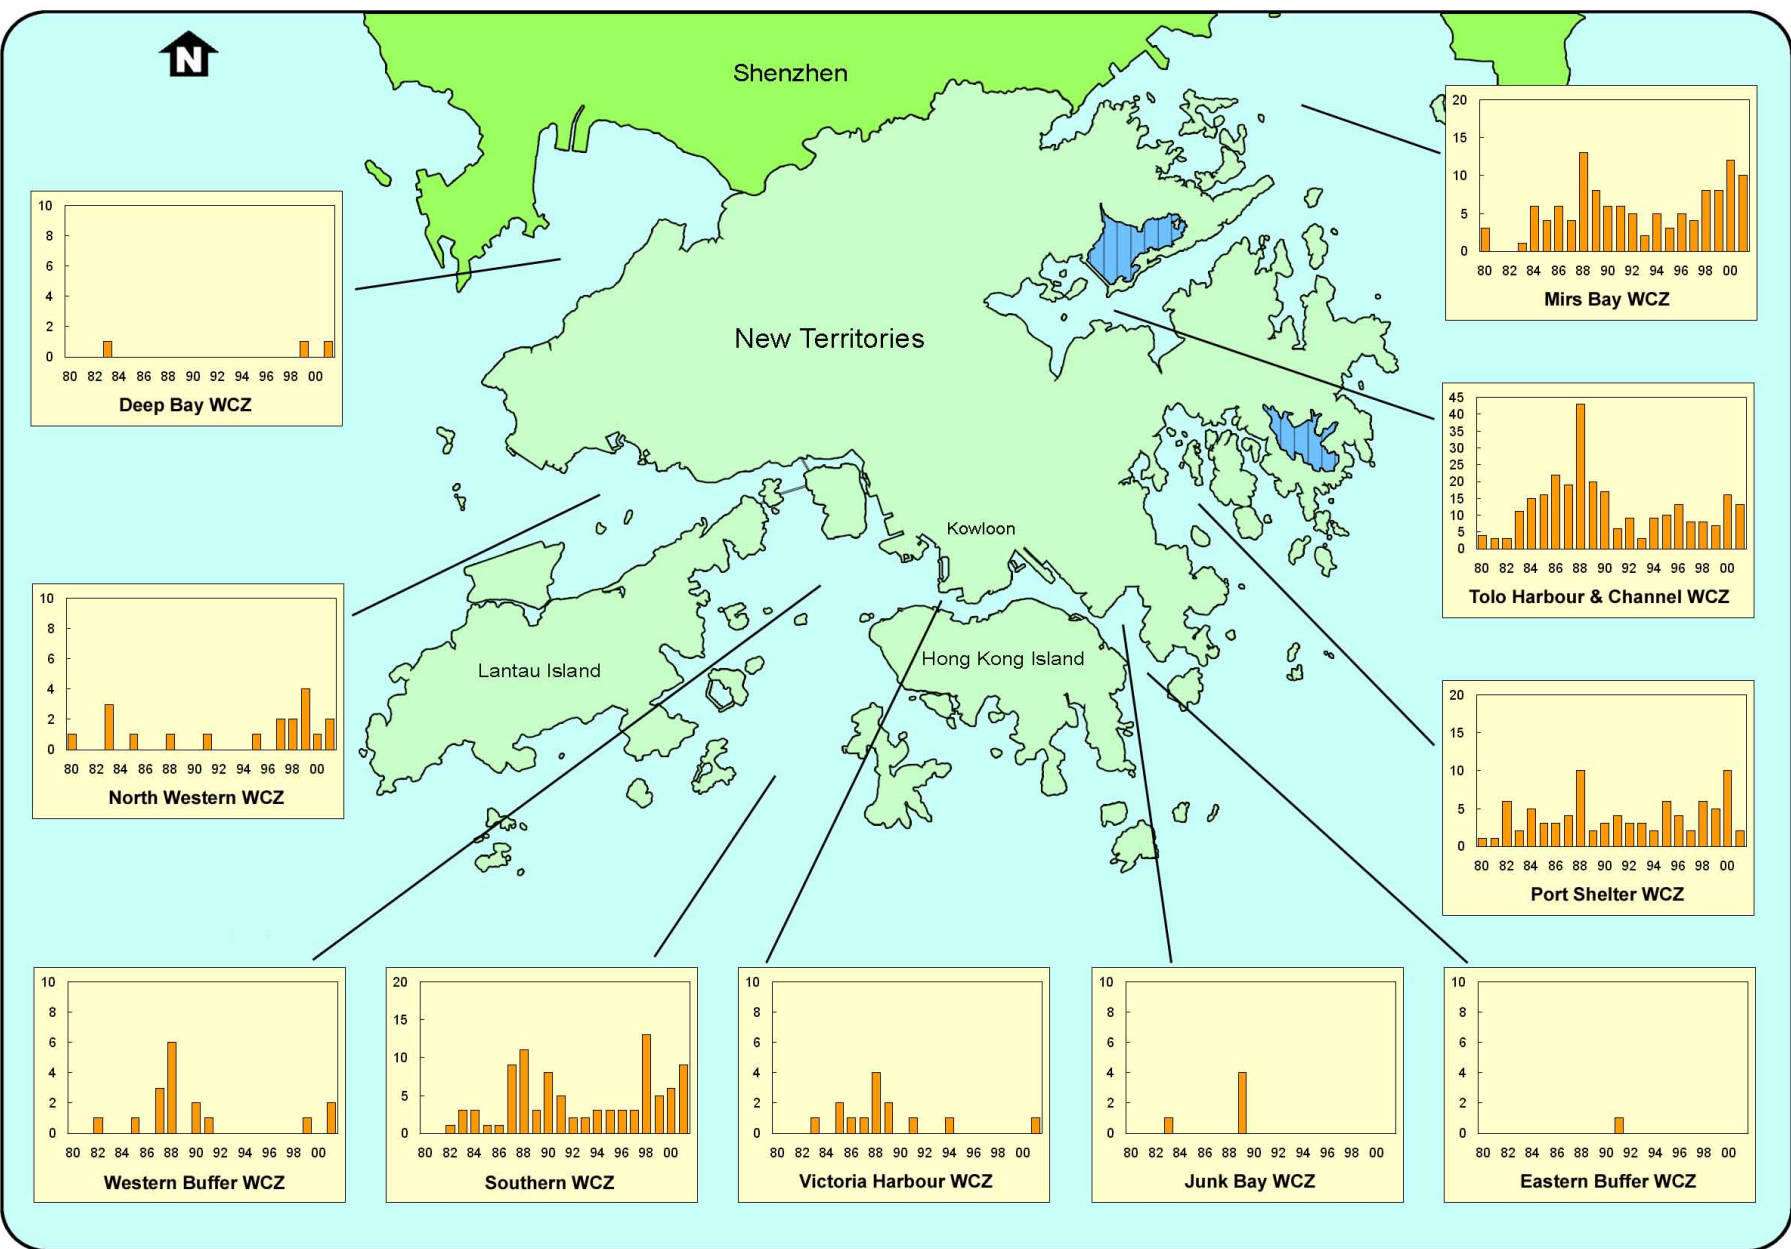 N
Shenzhen
New Territories
Kowloon
Lantau Island
Hong Kong Island
20
15
10
5
0
80 82 84 86 88 90 92 94 96 98 00
Mirs Bay WCZ
10
8
6
4
2
0
80 82 84 86 88 90 92 94 96 98 00
Deep Bay WCZ
45
40
35
30
25
20
15
10
5
0
80 82 84 86 88 90 92 94 96 98 00
Tolo Harbour & Channel WCZ
10
8
6
4
2
0
80 82 84 86 88 90 92 94 96 98 00
North Western WCZ
20
15
10
5
0
80 82 84 86 88 90 92 94 96 98 00
Port Shelter WCZ
10
8
6
4
2
0
80 82 84 86 88 90 92 94 96 98 00
Western Buffer WCZ
20
15
10
5
0
80 82 84 86 88 90 92 94 96 98 00
Southern WCZ
10
8
6
4
2
0
80 82 84 86 88 90 92 94 96 98 00
Victoria Harbour WCZ
10
8
6
4
2
0
80 82 84 86 88 90 92 94 96 98 00
Junk Bay WCZ
10
8
6
4
2
0
80 82 84 86 88 90 92 94 96 98 00
Eastern Buffer WCZ